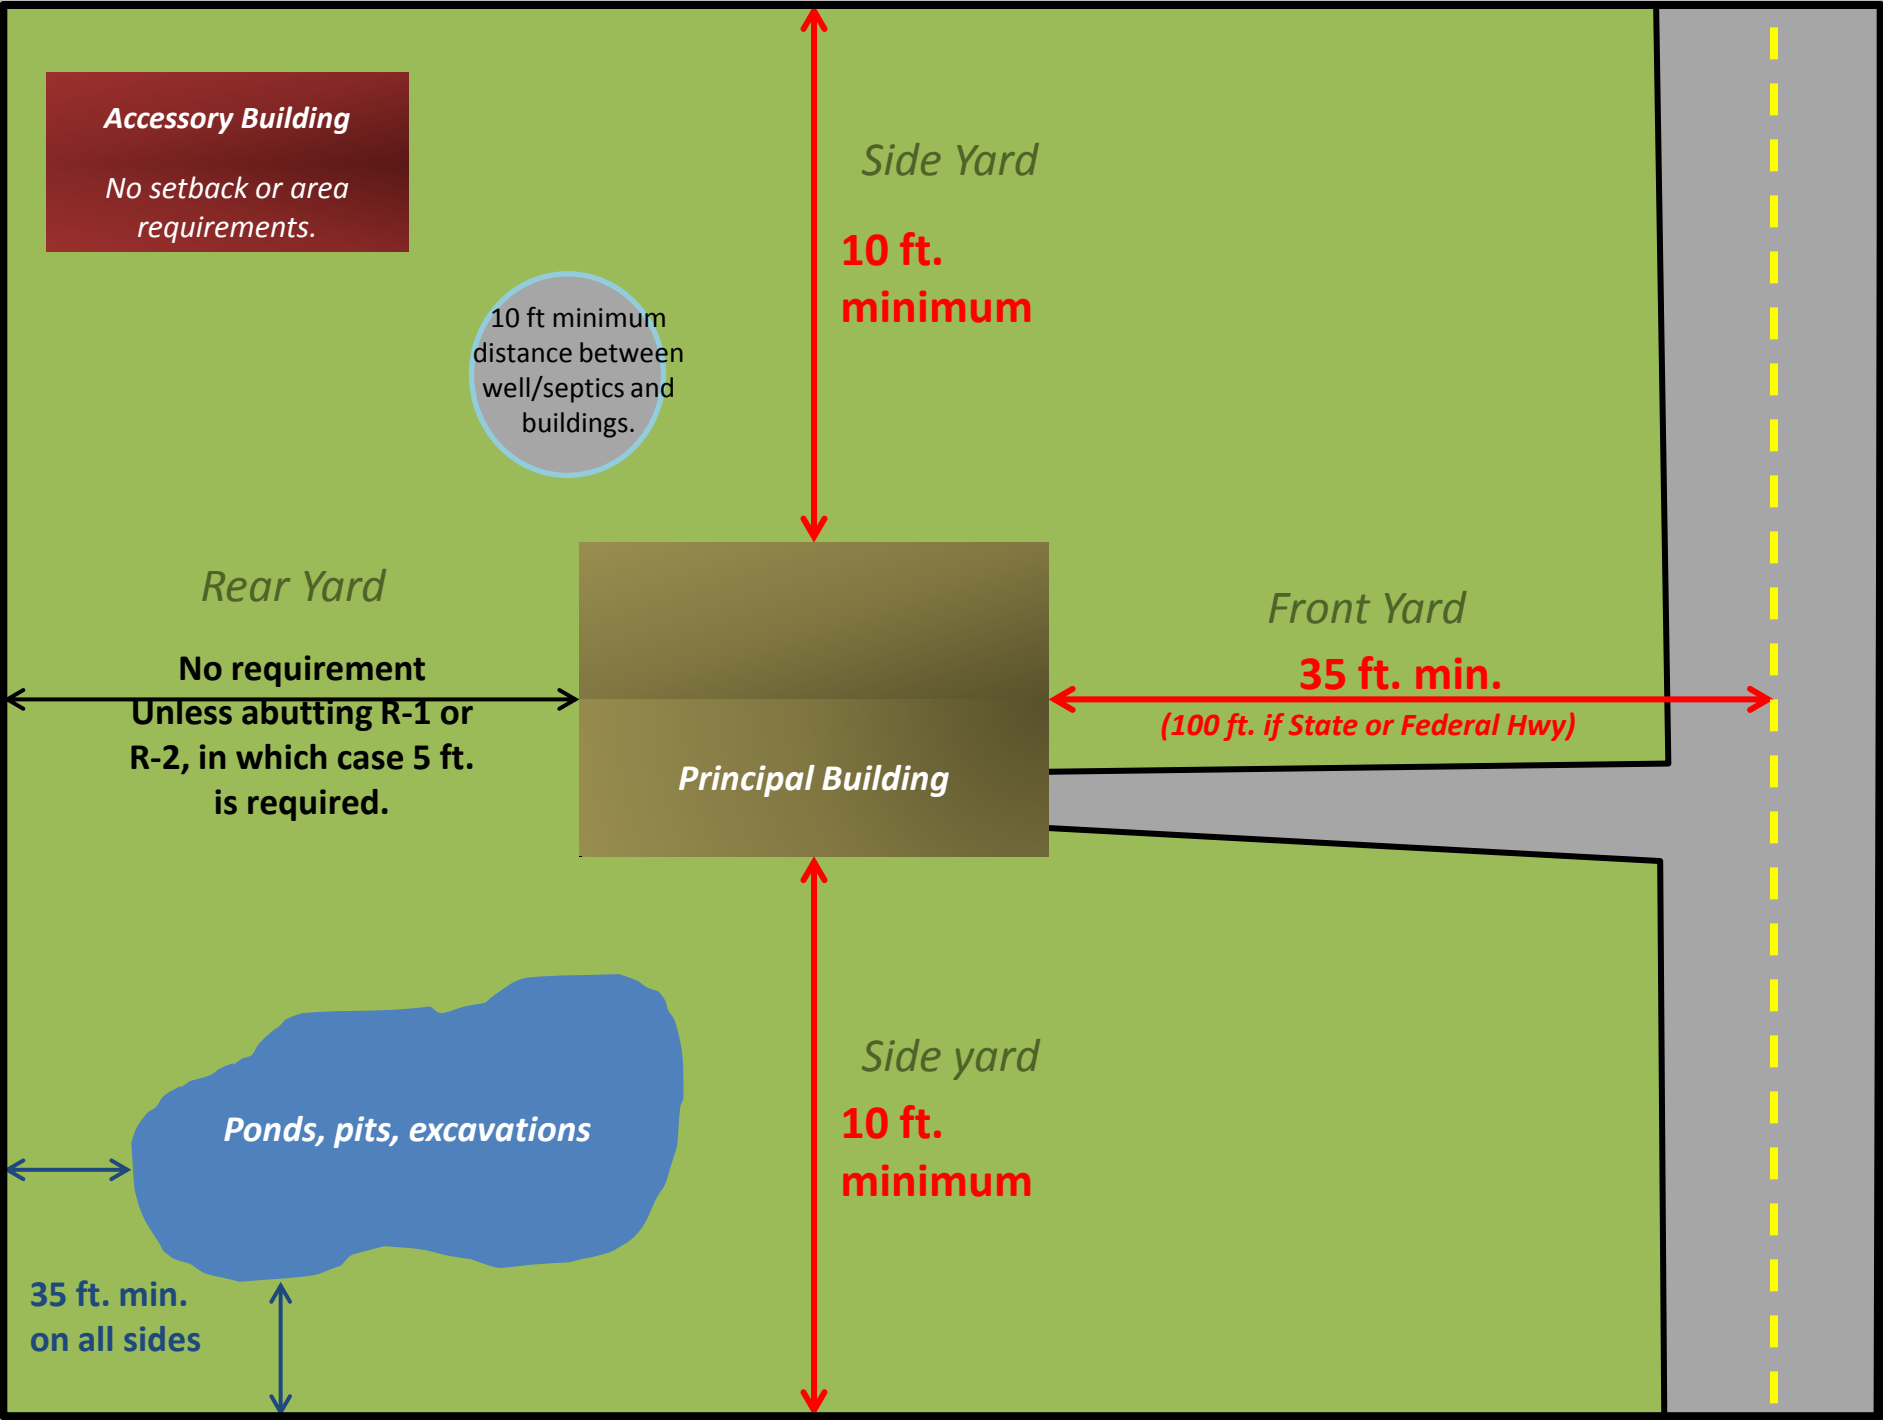 Accessory Building
No setback or area
requirements.
Side Yard
10 ft.
minimum
10 ft minimum
distance between
well/septics and
buildings.
Rear Yard
No requirement
Unless abutting R-1 or
R-2, in which case 5 ft.
is required.
Front Yard
35 ft. min.
(100 ft. if State or Federal Hwy)
Principal Building
Side yard
10 ft.
minimum
Ponds, pits, excavations
35 ft. min.
on all sides